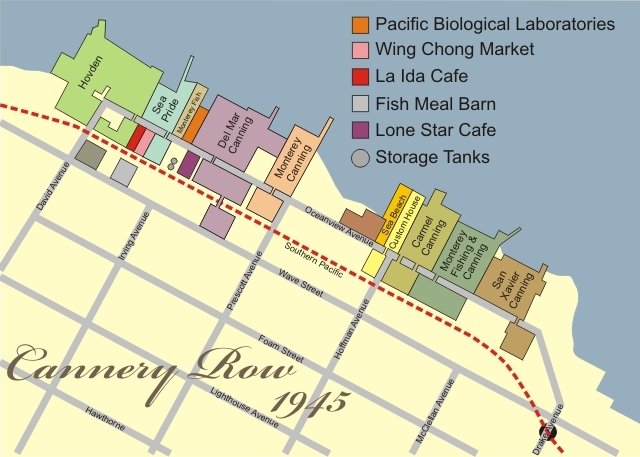 Pacific Biological Laboratories
Wing Chong Market
La Ida Cafe
Fish Meal Barn
Lone Star Cafe
Storage Tanks
Hovden
Sea
Pride
Monterey Fish
Del Mar
Canning
Monterey
Canning
Sea Beach
Custom House
Carmel
Canning
Monterey
Fishing &
Canning
San
Xavier
Canning
Oceanview Avenue
Southern Pacific
David Avenue
Irving Avenue
Prescott Avenue
Wave Street
Hoffman Avenue
Foam Street
Lighthouse Avenue
Hawthorne
McClellan Avenue
Drake Avenue
Cannery Row
1945